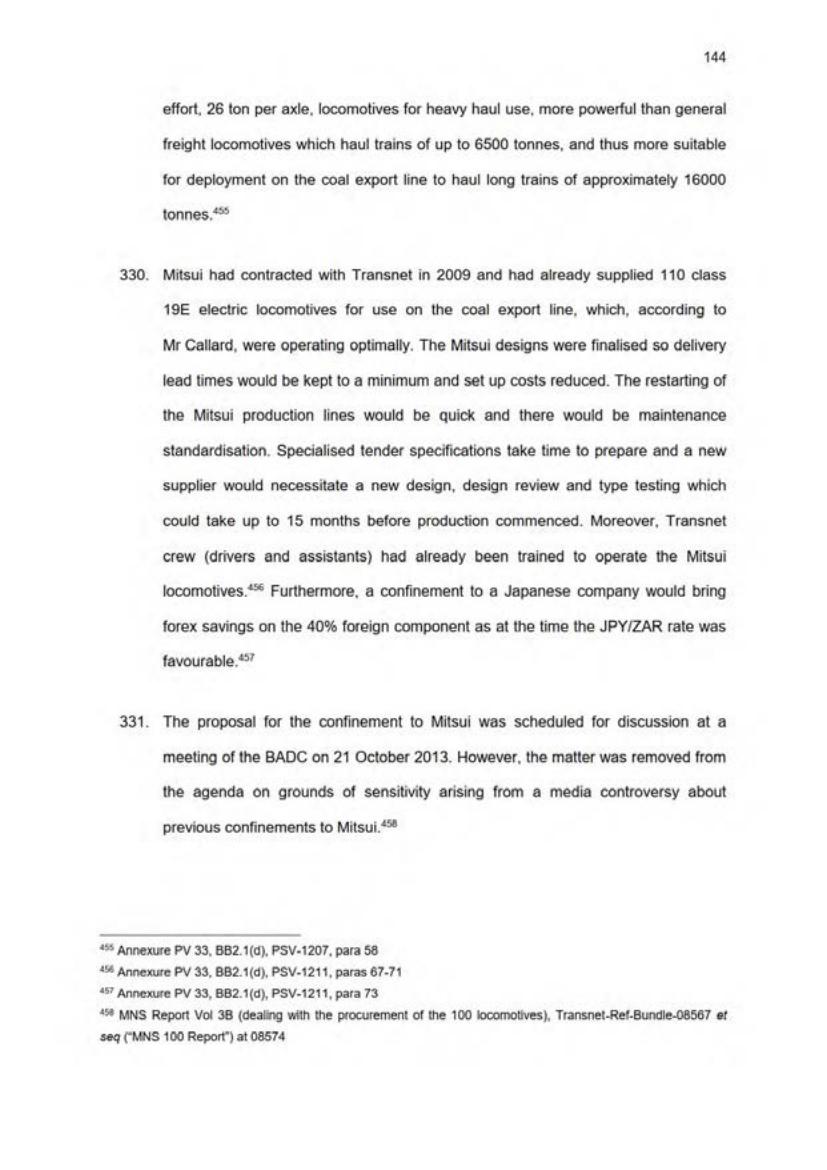 144
effort, 26 ton per axle, locomotives for heavy haul use, more powerful than general
freight locomotives which haul trains of up to 6500 tonnes, and thus more suitable
for deployment on the coal export line to haul long trains of approximately 16000
tonnes.455
330. Mitsui had contracted with Transnet in 2009 and had already supplied 110 class
19E electric locomotives for use on the coal export line, which, according to
Mr Callard, were operating optimally. The Mitsui designs were finalised so delivery
lead times would be kept to a minimum and set up costs reduced. The restarting of
the Mitsui production lines would be quick and there would be maintenance
standardisation. Specialised tender specifications take time to prepare and a new
supplier would necessitate a new design, design review and type testing which
could take up to 15 months before production commenced. Moreover, Transnet
crew (drivers and assistants) had already been trained to operate the Mitsui
locomotives.456 Furthermore, a confinement to a Japanese company would bring
forex savings on the 40% foreign component as at the time the JPY/ZAR rate was
favourable.457
331. The proposal for the confinement to Mitsui was scheduled for discussion at a
meeting of the BADC on 21 October 2013. However, the matter was removed from
the agenda on grounds of sensitivity arising from a media controversy about
previous confinements to Mitsui.458
455 Annexure PV 33, BB2.1(d), PSV-1207, para 58
456 Annexure PV 33, BB2.1(d), PSV-1211, paras 67-71
457 Annexure PV 33, BB2.1(d), PSV-1211, para 73
458 MNS Report Vol 3B (dealing with the procurement of the 100 locomotives), Transnet-Ref-Bundle-08567 et
seq ("MNS 100 Report") at 08574